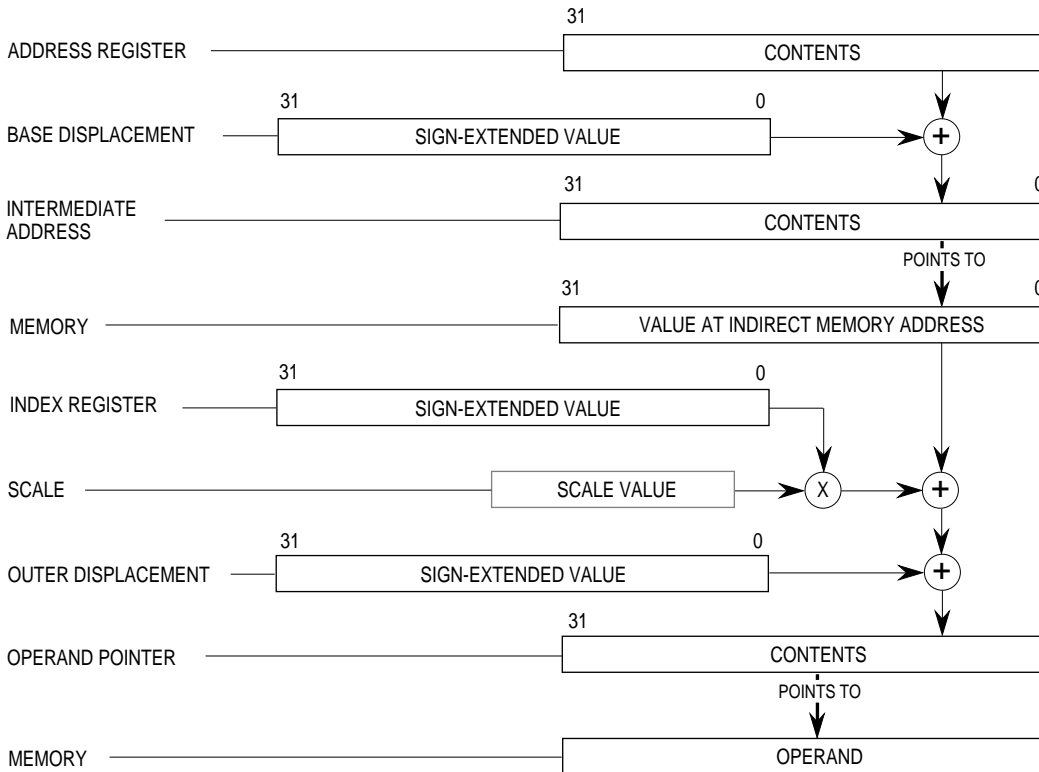 31
ADDRESS REGISTER
CONTENTS
31 0
BASE DISPLACEMENT
SIGN-EXTENDED VALUE
+
31 0
INTERMEDIATE
ADDRESS
CONTENTS
POINTS TO
31 0
MEMORY
VALUE AT INDIRECT MEMORY ADDRESS
31 0
INDEX REGISTER
SIGN-EXTENDED VALUE
SCALE
SCALE VALUE
X
+
31 0
OUTER DISPLACEMENT
SIGN-EXTENDED VALUE
+
31
OPERAND POINTER
CONTENTS
POINTS TO
MEMORY
OPERAND